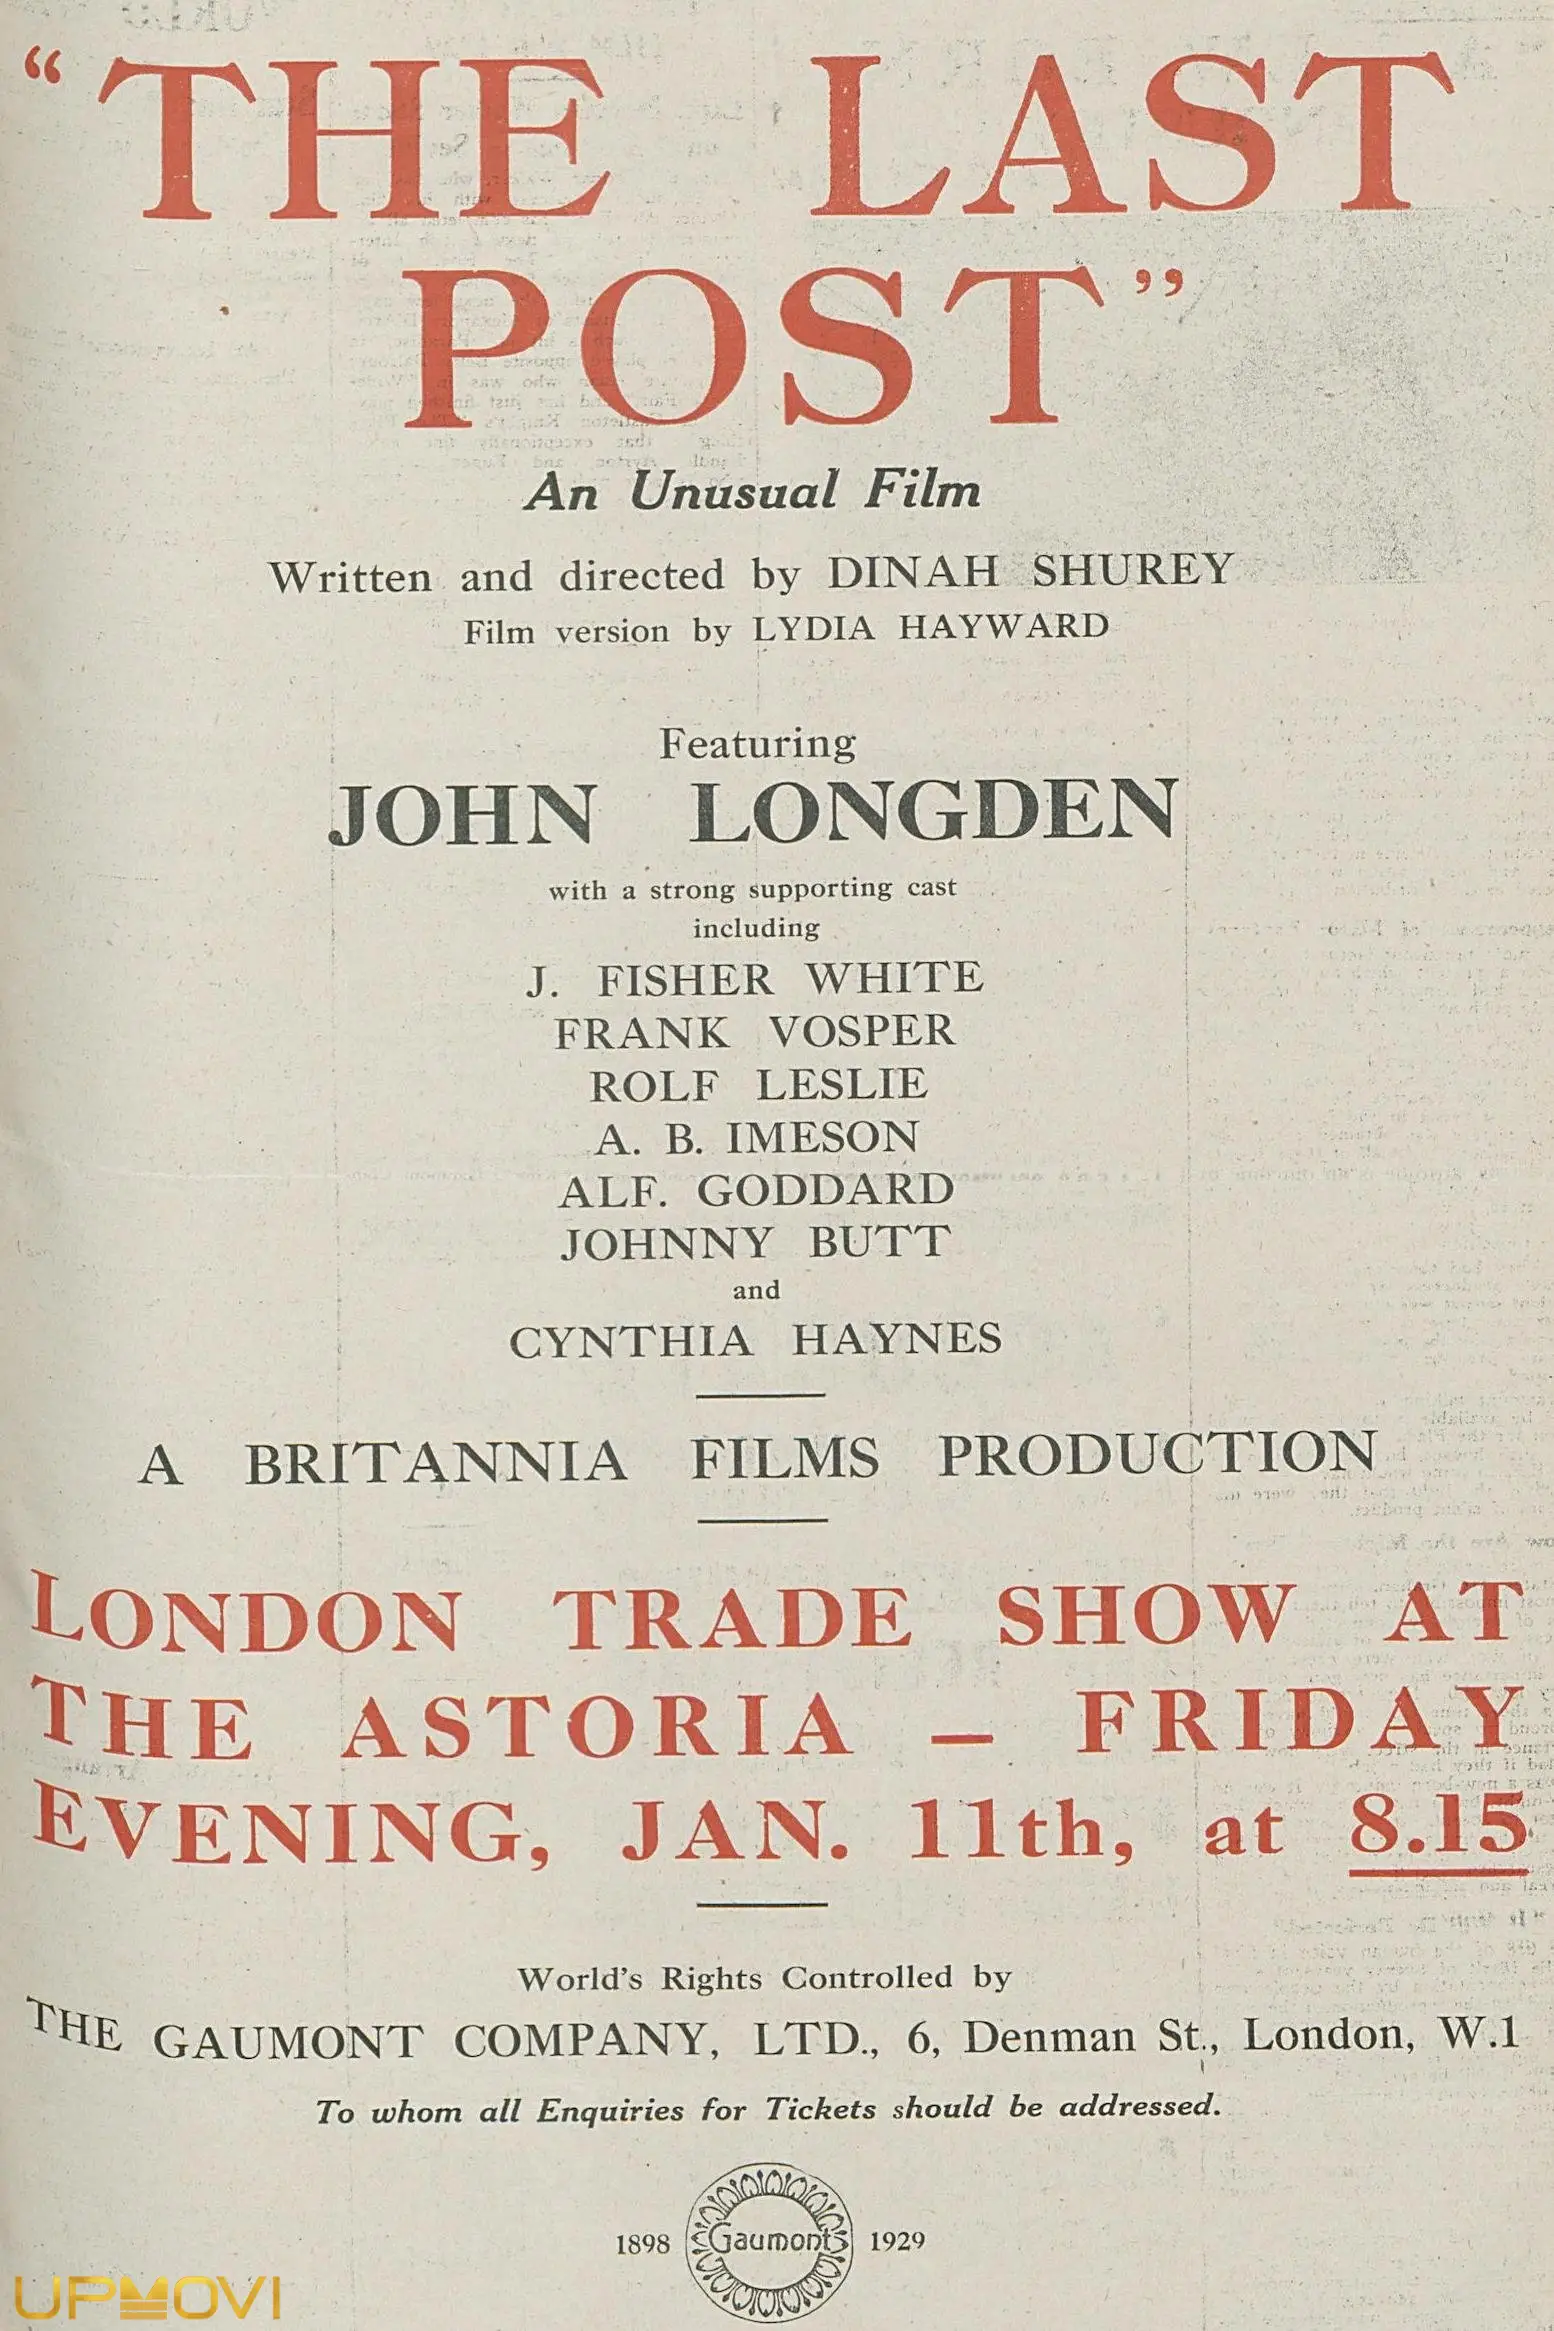 “THE LAST
POST”
An Unusual Film
Written and directed by DINAH SHUREY
Film version by LYDIA HAYWARD
Featuring
JOHN LONGDEN
with a strong supporting cast
including
J. FISHER WHITE
FRANK VOSPER
ROLF LESLIE
A. B. IMESON
ALF. GODDARD
JOHNNY BUTT
and
CYNTHIA HAYNES
A BRITANNIA FILMS PRODUCTION
LONDON TRADE SHOW AT
THE ASTORIA — FRIDAY
EVENING, JAN. 11th, at 8.15
World's Rights Controlled by
THE GAUMONT COMPANY, LTD., 6, Denman St., London, W.1
To whom all Enquiries for Tickets should be addressed.
1898 Gaumont 1929
UPMOVI